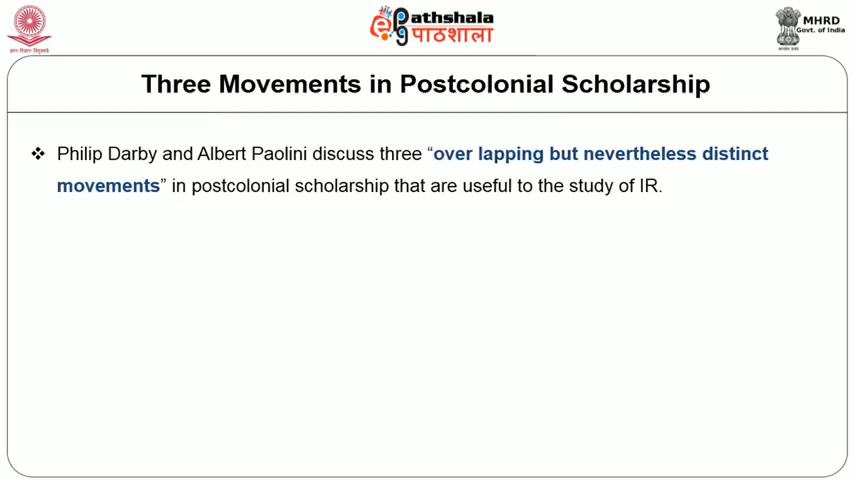 ePathshala
पाठशाला
MHRD
Govt. of India
Three Movements in Postcolonial Scholarship
❖ Philip Darby and Albert Paolini discuss three “over lapping but nevertheless distinct
movements” in postcolonial scholarship that are useful to the study of IR.